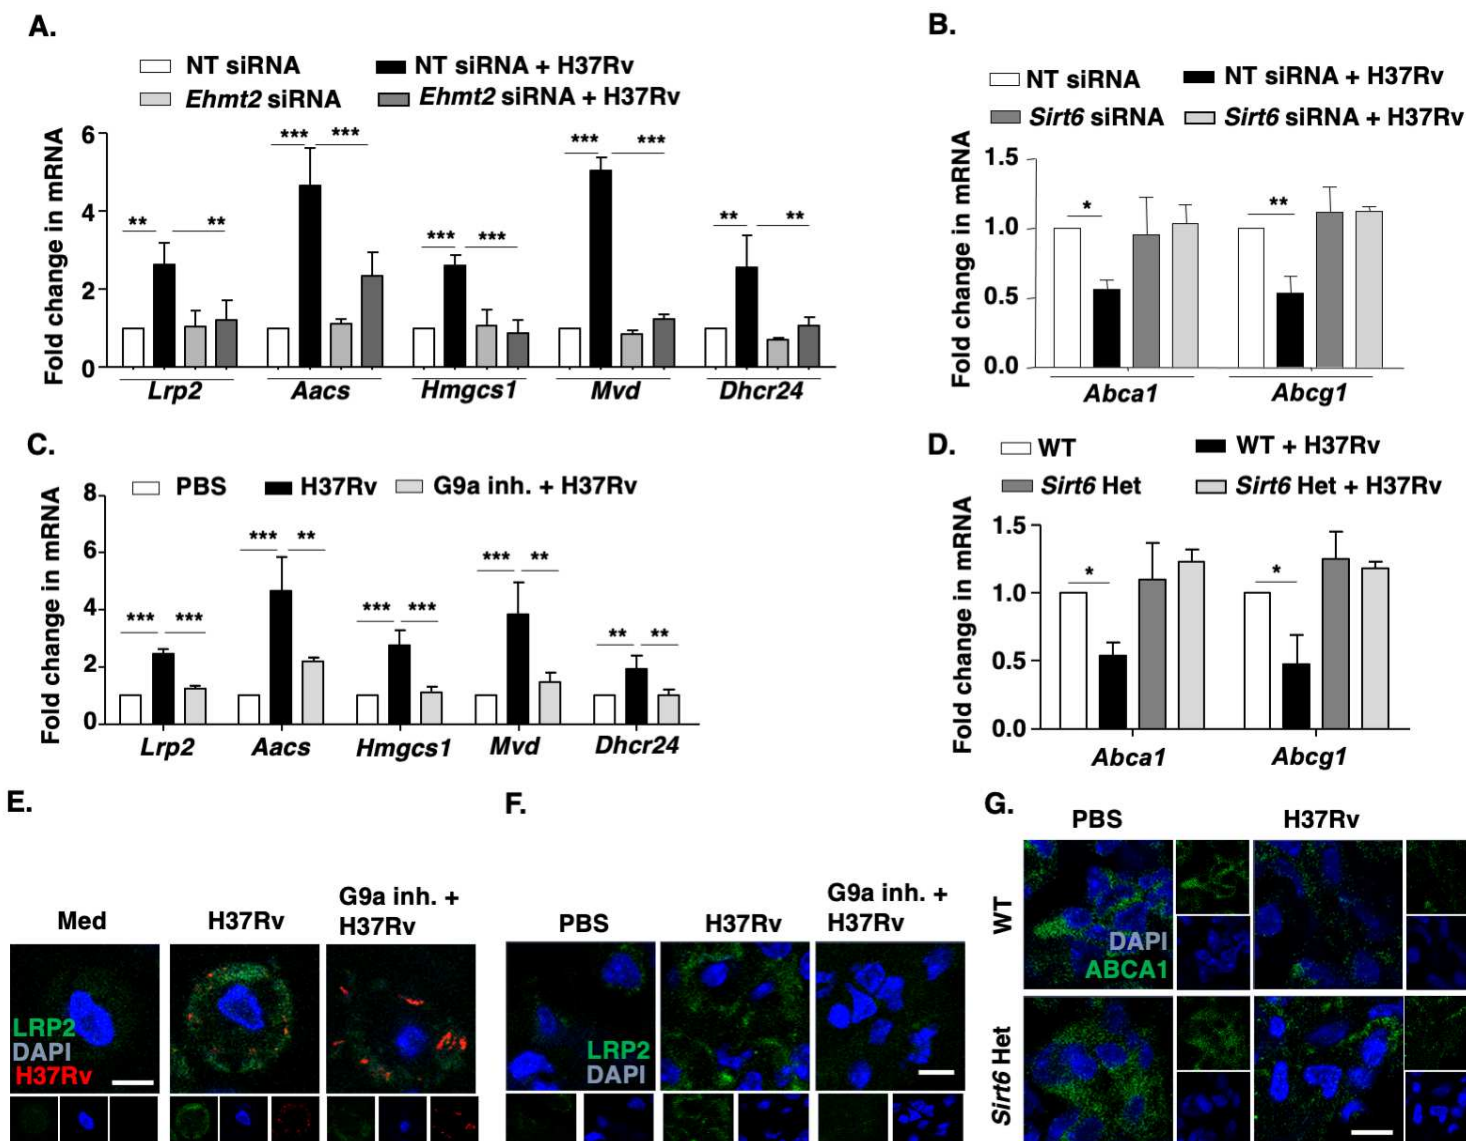 A.
NT siRNA NT siRNA + H37Rv
Ehmt2 siRNA Ehmt2 siRNA + H37Rv
Fold change in mRNA
6
4
2
0
** ** *** *** *** *** *** *** ** **
Lrp2 Aacs Hmgcs1 Mvd Dhcr24
B.
NT siRNA NT siRNA + H37Rv
Sirt6 siRNA Sirt6 siRNA + H37Rv
Fold change in mRNA
1.5
1.0
0.5
0.0
* **
Abca1 Abcg1
C.
PBS H37Rv G9a inh. + H37Rv
Fold change in mRNA
8
6
4
2
0
*** *** *** ** *** *** *** ** ** **
Lrp2 Aacs Hmgcs1 Mvd Dhcr24
D.
WT WT + H37Rv
Sirt6 Het Sirt6 Het + H37Rv
Fold change in mRNA
1.5
1.0
0.5
0.0
* *
Abca1 Abcg1
E.
Med H37Rv G9a inh. +
H37Rv
LRP2
DAPI
H37Rv
F.
PBS H37Rv G9a inh. +
H37Rv
LRP2
DAPI
G.
PBS H37Rv
WT
DAPI
ABCA1
Sirt6 Het